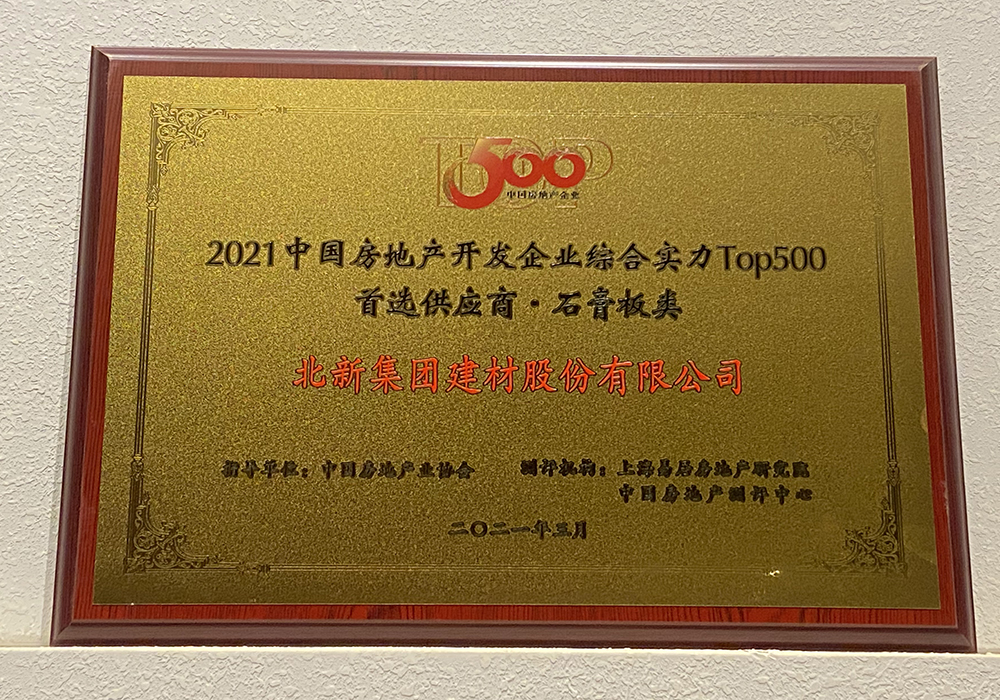 TOP
500
中国房地产企业
2021中国房地产开发企业综合实力Top500
首选供应商·石膏板类
北新集团建材股份有限公司
指导单位：中国房地产业协会 测评机构：上海易居房地产研究院
中国房地产测评中心
二〇二一年三月